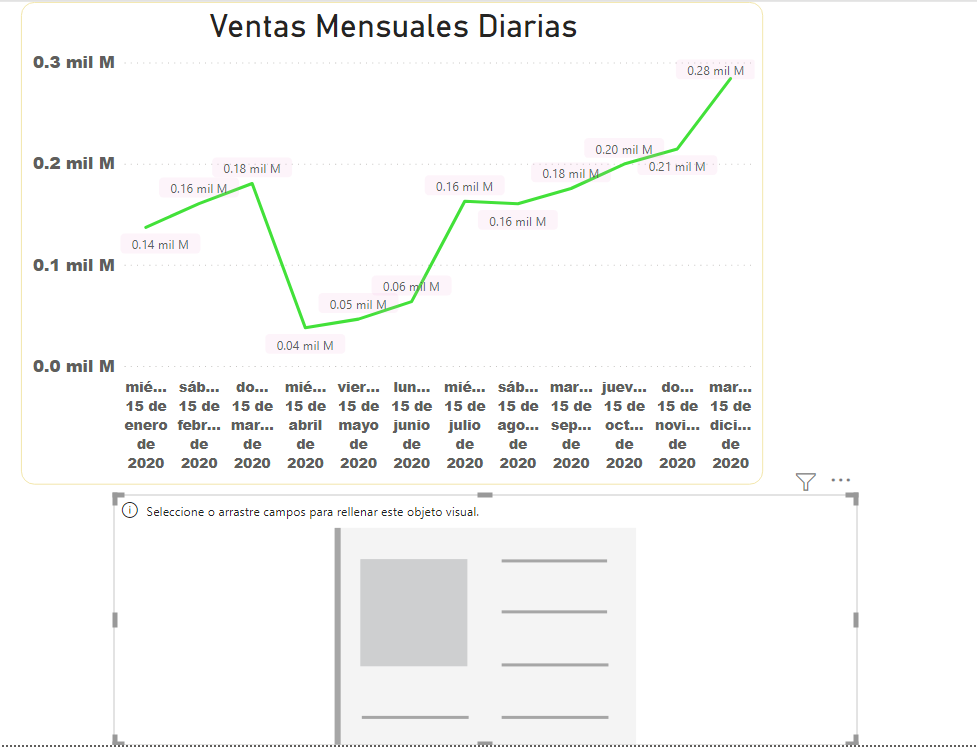 Ventas Mensuales Diarias
0.3 mil M
0.2 mil M
0.1 mil M
0.0 mil M
0.14 mil M
0.16 mil M
0.18 mil M
0.04 mil M
0.05 mil M
0.06 mil M
0.16 mil M
0.16 mil M
0.18 mil M
0.20 mil M
0.21 mil M
0.28 mil M
mié... sáb... do... mié... vier... lun... mié... sáb... mar... juev... do... mar...
15 de 15 de 15 de 15 de 15 de 15 de 15 de 15 de 15 de 15 de 15 de 15 de
enero febr... mar... abril mayo junio julio ago... sep... oct... novi... dici...
de de de de de de de de de de de de
2020 2020 2020 2020 2020 2020 2020 2020 2020 2020 2020 2020
Seleccione o arrastre campos para rellenar este objeto visual.